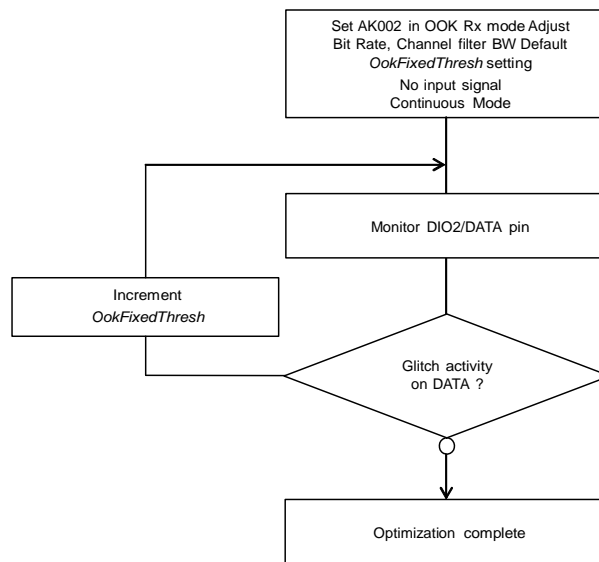 Set AK002 in OOK Rx mode Adjust
Bit Rate, Channel filter BW Default
OokFixedThresh setting
No input signal
Continuous Mode
Monitor DIO2/DATA pin
Increment
OokFixedThresh
Glitch activity
on DATA ?
Optimization complete